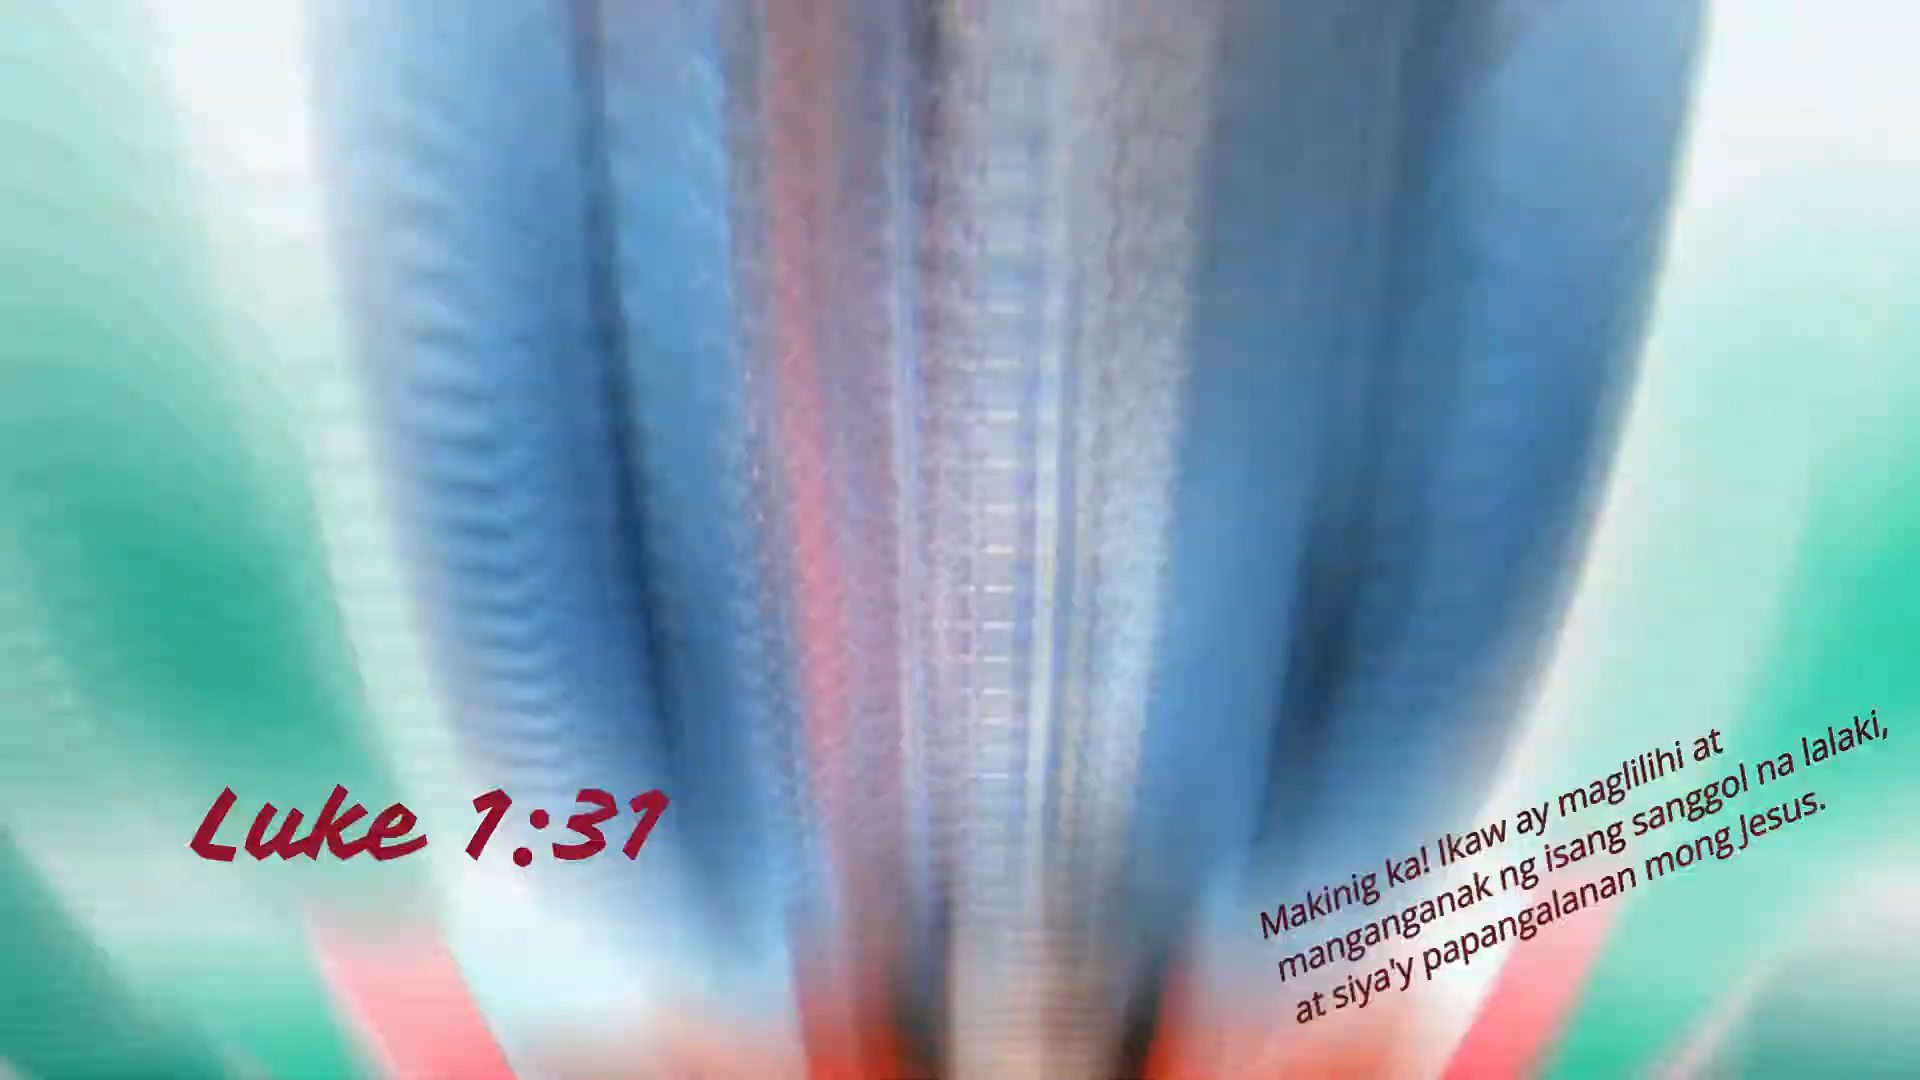 Luke 1:31
Makinig ka! Ikaw ay maglilihi at
manganganak ng isang sanggol na lalaki,
at siya'y papangalanan mong Jesus.